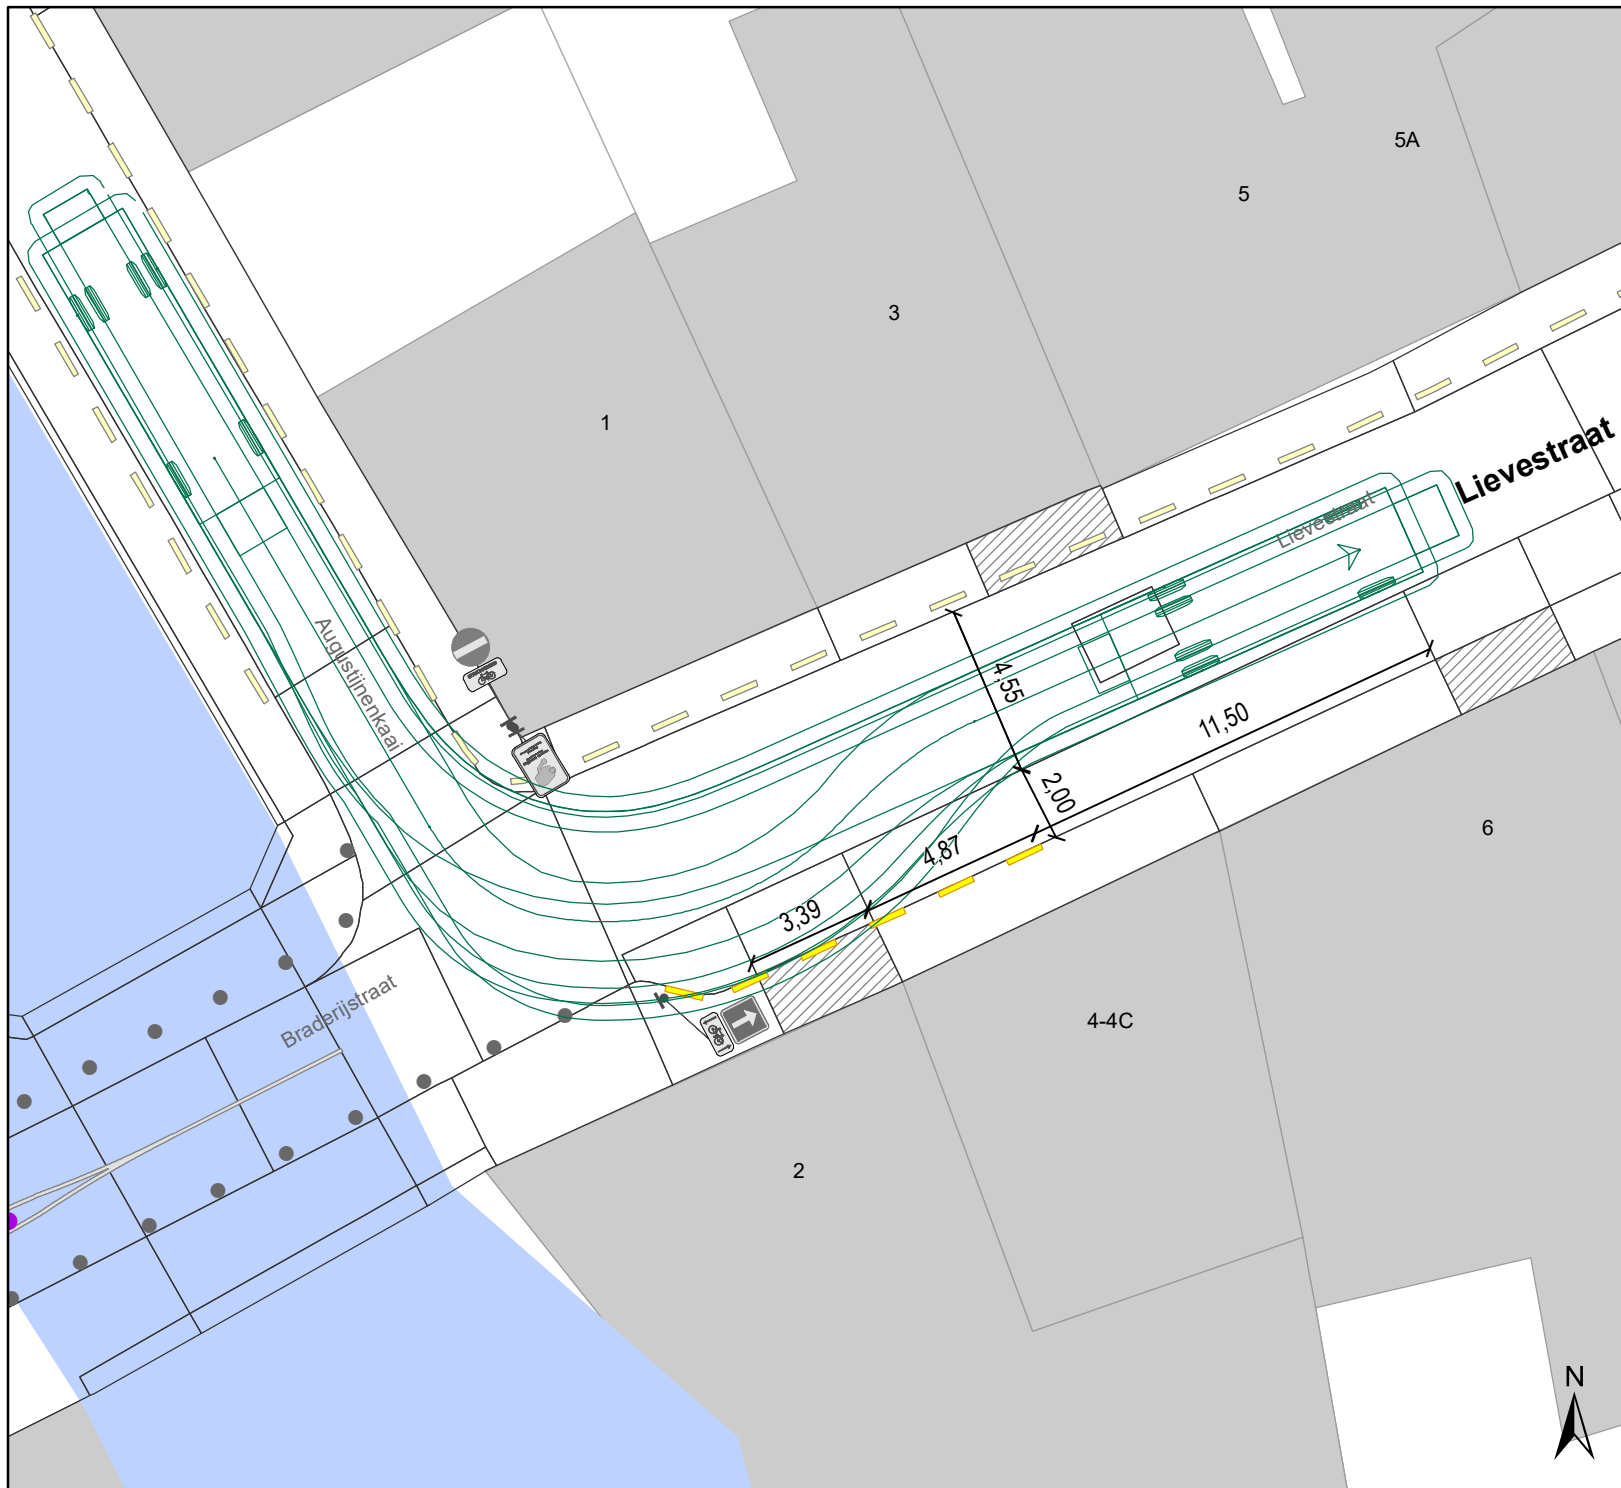 5A
5
3
1
Lievestraat
Lievestraat
4,55
11,50
2,00
4,87
3,39
6
Augustijnenkaai
Braderijstraat
4-4C
2
N